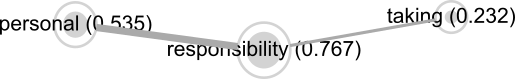 taking (0.232)
personal (0.535)
responsibility (0.767)